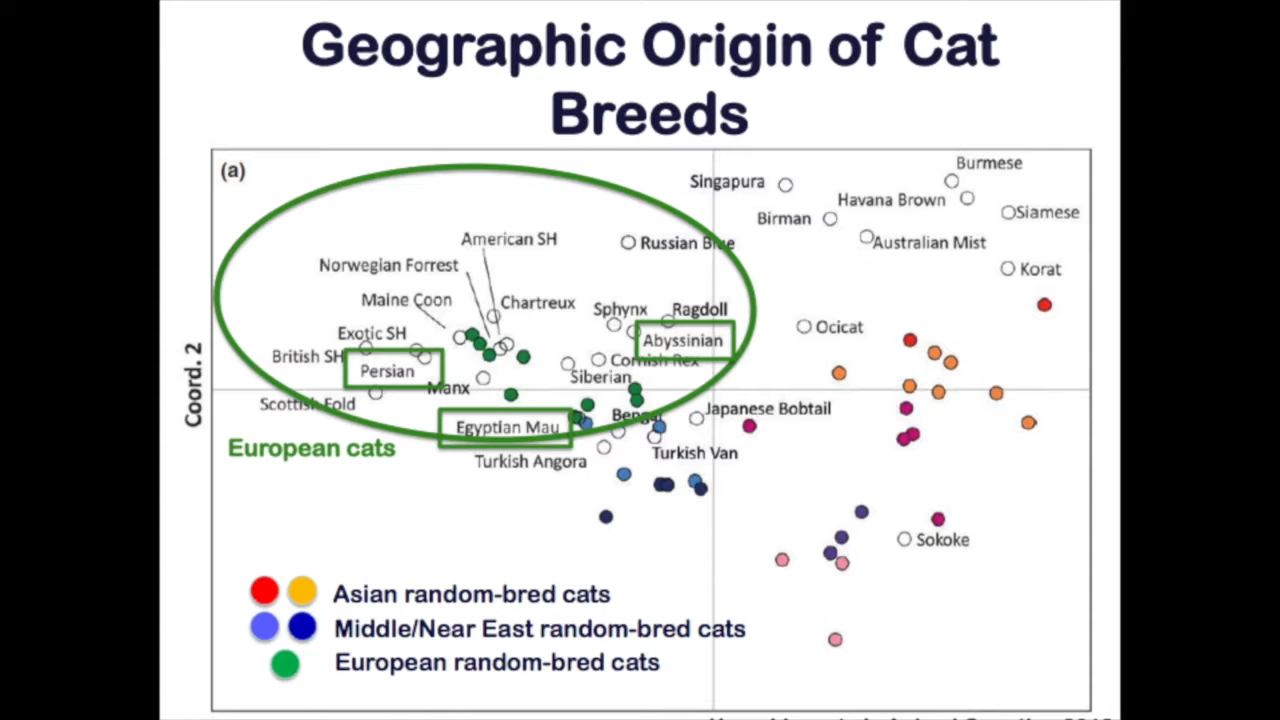 Geographic Origin of Cat
Breeds
(a)
Burmese
Singapura
Havana Brown
Siamese
Birman
American SH
Russian Blue
Australian Mist
Norwegian Forrest
Korat
Maine Coon
Chartreux
Sphynx
Ragdoll
Exotic SH
Ocicat
Abyssinian
British SH
Cornish Rex
Persian
Siberian
Manx
Scottish Fold
Japanese Bobtail
Bengal
Egyptian Mau
European cats
Turkish Van
Turkish Angora
Coord. 2
Sokoke
Asian random-bred cats
Middle/Near East random-bred cats
European random-bred cats